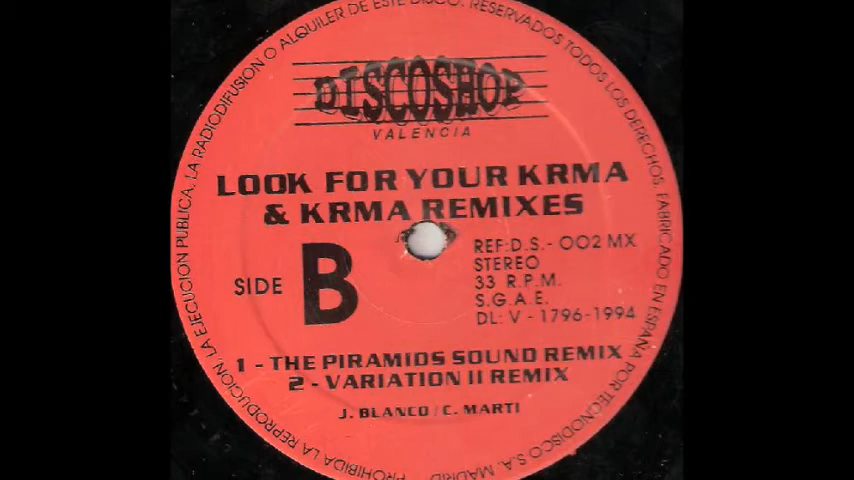 DISCOSHOP
VALENCIA
LOOK FOR YOUR KRMA
& KRMA REMIXES
SIDE B
REF:D.S.- 002 MX
STEREO
33 R.P.M.
S.G.A.E.
DL: V - 1796-1994
1 - THE PIRAMIDS SOUND REMIX
2 - VARIATION II REMIX
J. BLANCO / C. MARTI
PROHIBIDA LA REPRODUCION, LA EJECUCION PUBLICA, LA RADIODIFUSION O ALQUILER DE ESTE DISCO. RESERVADOS TODOS LOS DERECHOS. FABRICADO EN ESPAÑA POR TECNODISCO S.A. MADRID